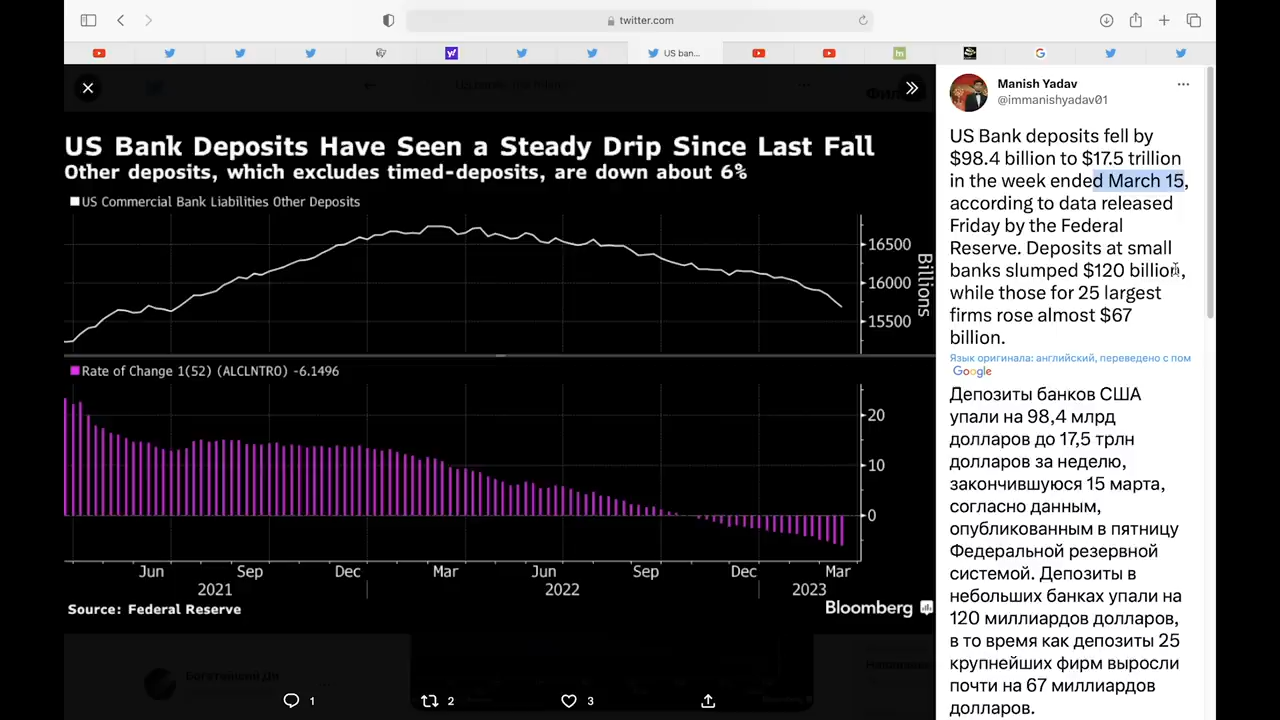 twitter.com
US ban...
US Bank Deposits Have Seen a Steady Drip Since Last Fall
Other deposits, which excludes timed-deposits, are down about 6%
US Commercial Bank Liabilities Other Deposits
16500
16000
15500
Billions
Rate of Change 1(52) (ALCLNTRO) -6.1496
20
10
0
Jun Sep Dec Mar Jun Sep Dec Mar
2021 2022 2023
Source: Federal Reserve
Bloomberg
1 2 3
Manish Yadav
@immanishyadav01
US Bank deposits fell by
$98.4 billion to $17.5 trillion
in the week ended March 15,
according to data released
Friday by the Federal
Reserve. Deposits at small
banks slumped $120 billion,
while those for 25 largest
firms rose almost $67
billion.
Язык оригинала: английский, переведено с пом
Google
Депозиты банков США
упали на 98,4 млрд
долларов до 17,5 трлн
долларов за неделю,
закончившуюся 15 марта,
согласно данным,
опубликованным в пятницу
Федеральной резервной
системой. Депозиты в
небольших банках упали на
120 миллиардов долларов,
в то время как депозиты 25
крупнейших фирм выросли
почти на 67 миллиардов
долларов.